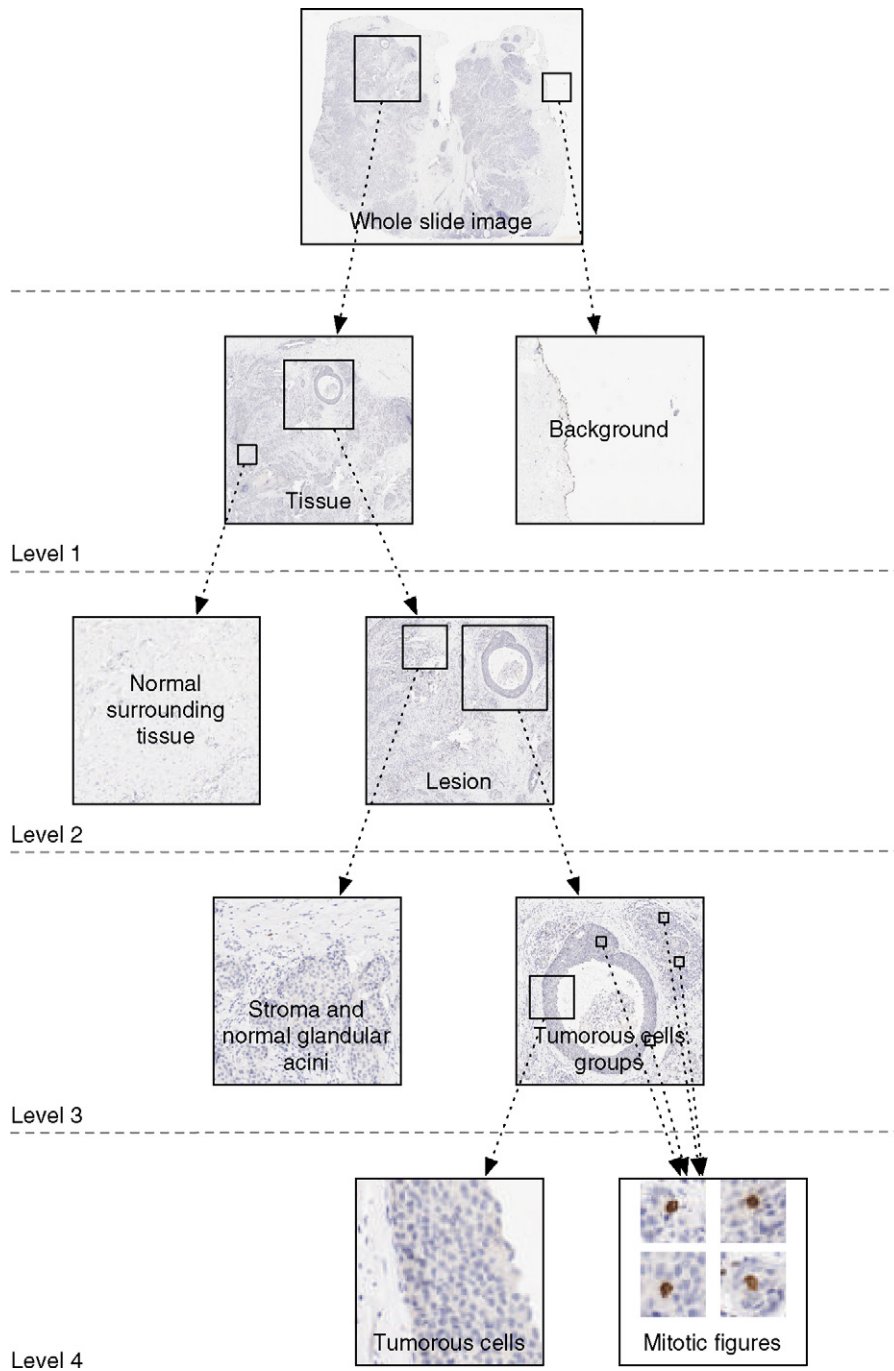 Whole slide image
Tissue
Background
Level 1
Normal
surrounding
tissue
Lesion
Level 2
Stroma and
normal glandular
acini
Tumorous cells
groups
Level 3
Tumorous cells
Mitotic figures
Level 4